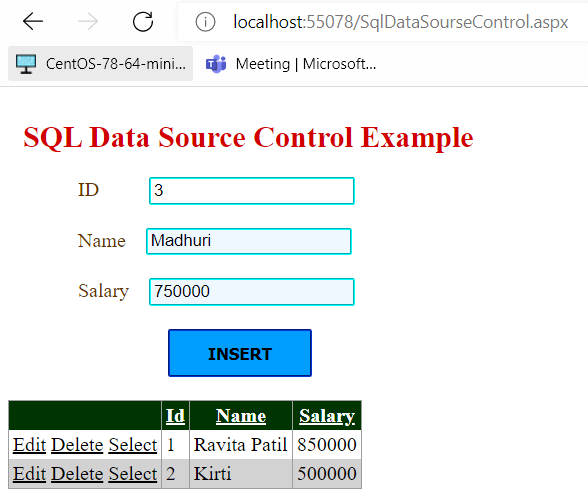 localhost:55078/SqlDataSourseControl.aspx
CentOS-78-64-mini... Meeting | Microsoft...
SQL Data Source Control Example
ID 3
Name Madhuri
Salary 750000
INSERT
Id Name Salary
Edit Delete Select 1 Ravita Patil 850000
Edit Delete Select 2 Kirti 500000